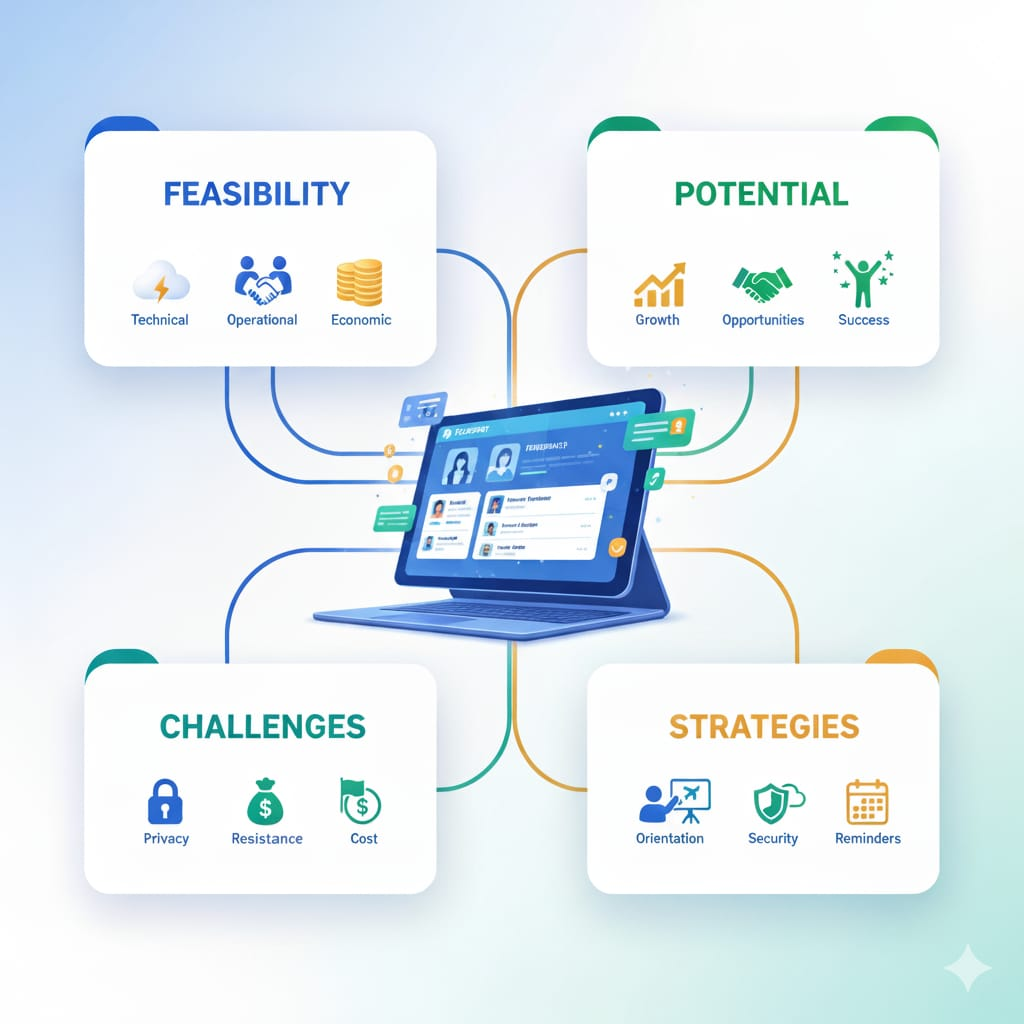 FEASIBILITY
Technical
Operational
Economic
POTENTIAL
Growth
Opportunities
Success
CHALLENGES
Privacy
Resistance
Cost
STRATEGIES
Orientation
Security
Reminders